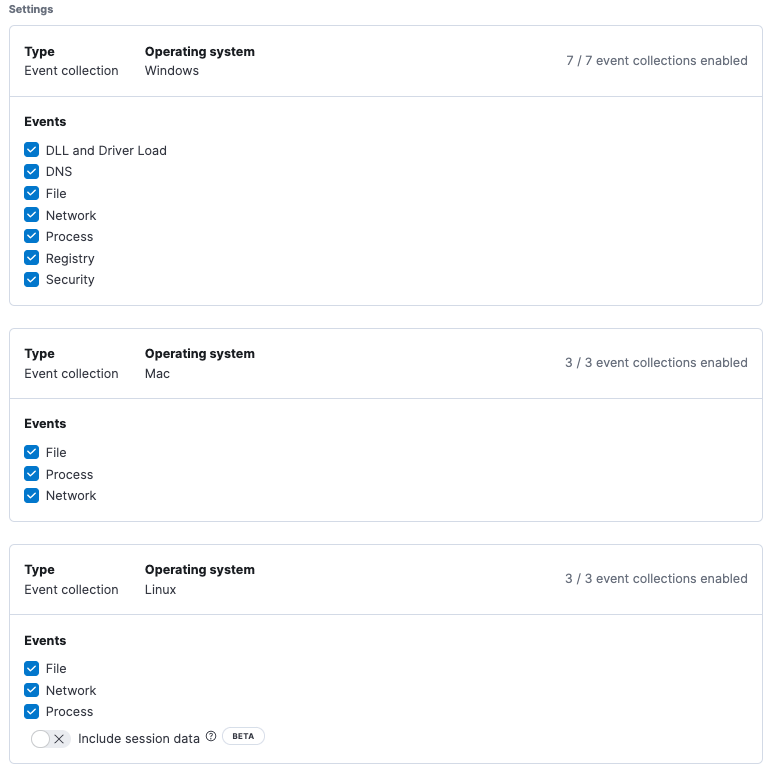 Settings
Type Operating system
Event collection Windows 7 / 7 event collections enabled
Events
DLL and Driver Load
DNS
File
Network
Process
Registry
Security
Type Operating system
Event collection Mac 3 / 3 event collections enabled
Events
File
Process
Network
Type Operating system
Event collection Linux 3 / 3 event collections enabled
Events
File
Network
Process
Include session data BETA